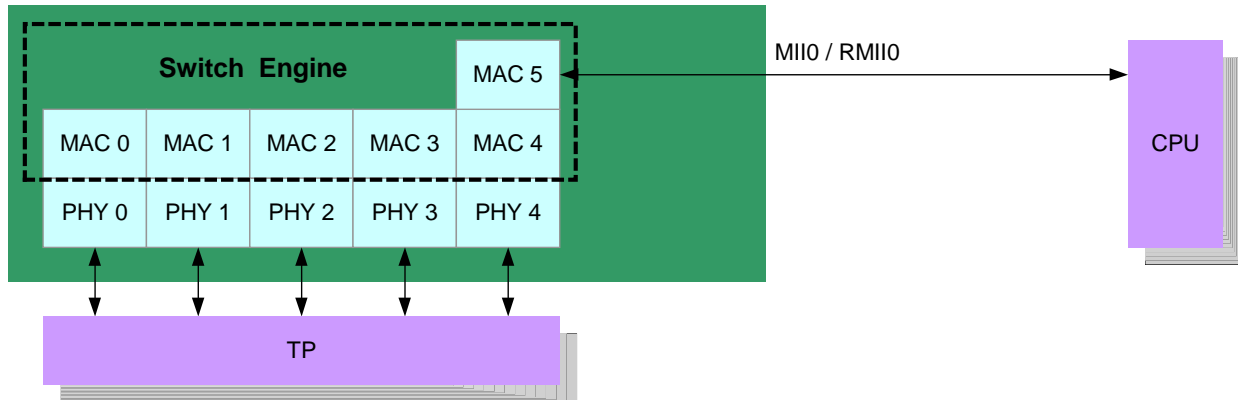 Switch Engine
MAC 5
MII0 / RMII0
MAC 0
MAC 1
MAC 2
MAC 3
MAC 4
CPU
PHY 0
PHY 1
PHY 2
PHY 3
PHY 4
TP